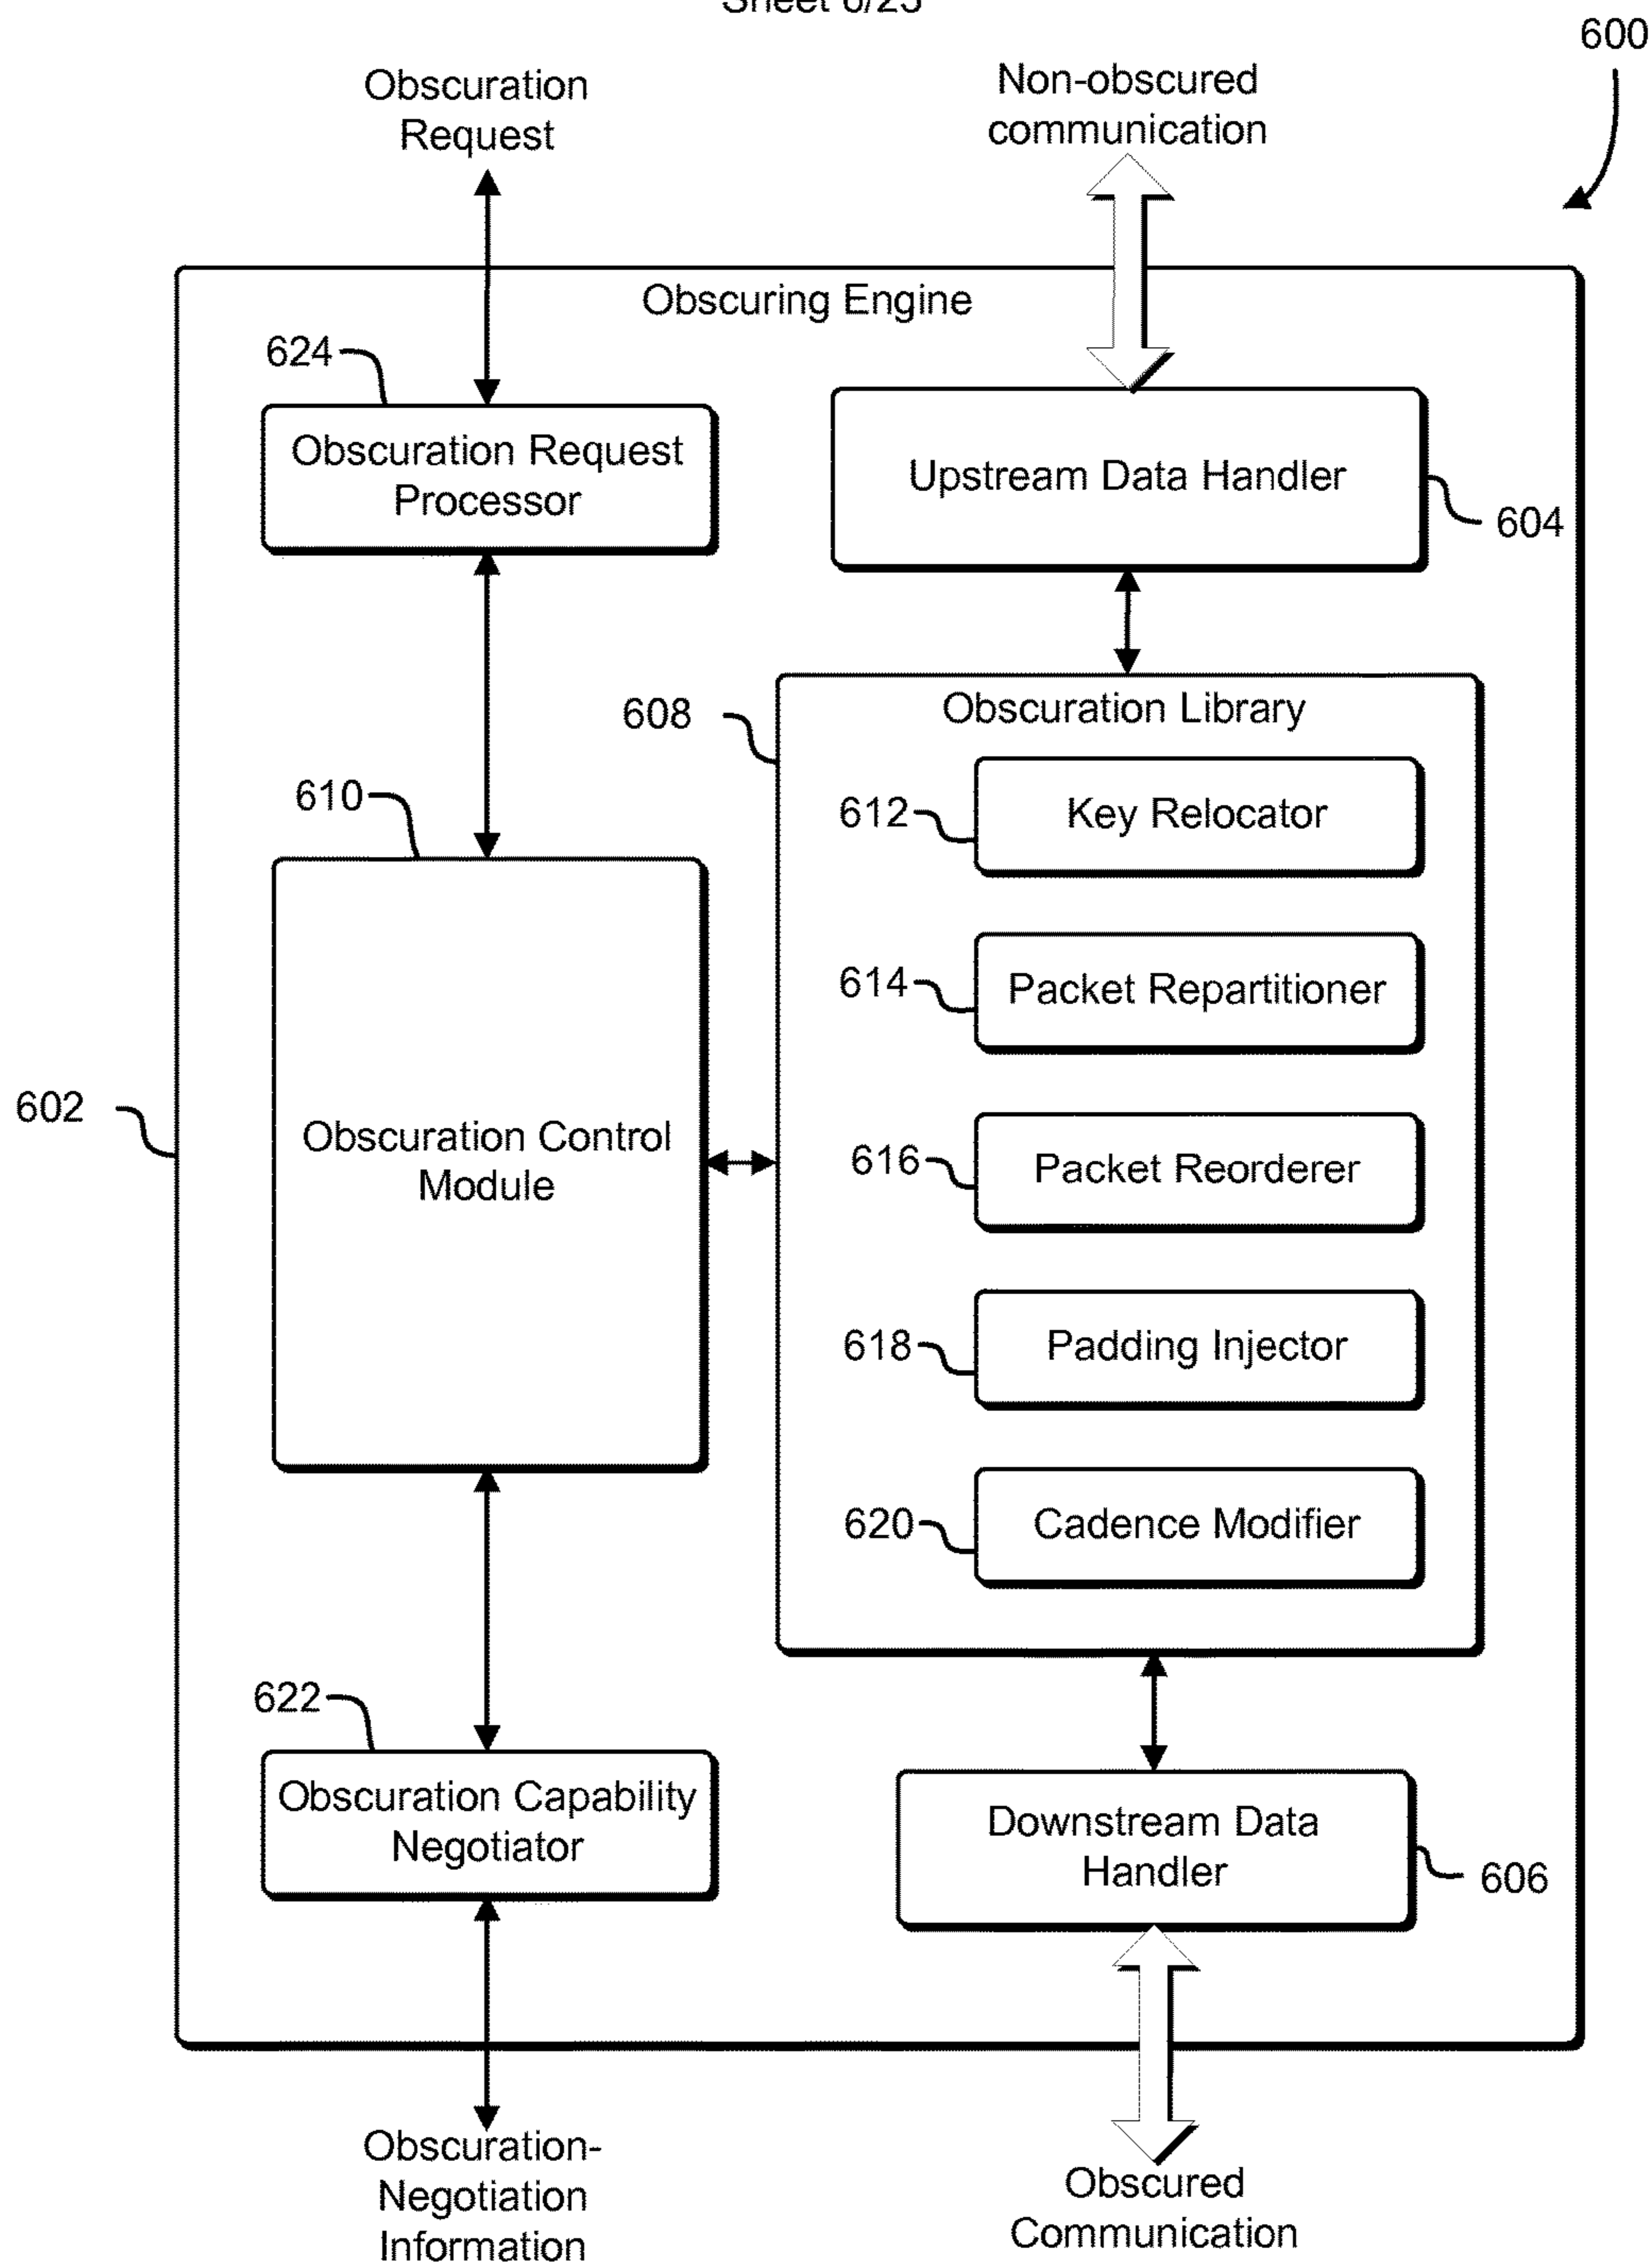 600
Obscuration
Request
Non-obscured
communication
Obscuring Engine
624
Obscuration Request
Processor
Upstream Data Handler
604
608
Obscuration Library
610
612
Key Relocator
614
Packet Repartitioner
602
Obscuration Control
Module
616
Packet Reorderer
618
Padding Injector
620
Cadence Modifier
622
Obscuration Capability
Negotiator
Downstream Data
Handler
606
Obscuration-
Negotiation
Information
Obscured
Communication